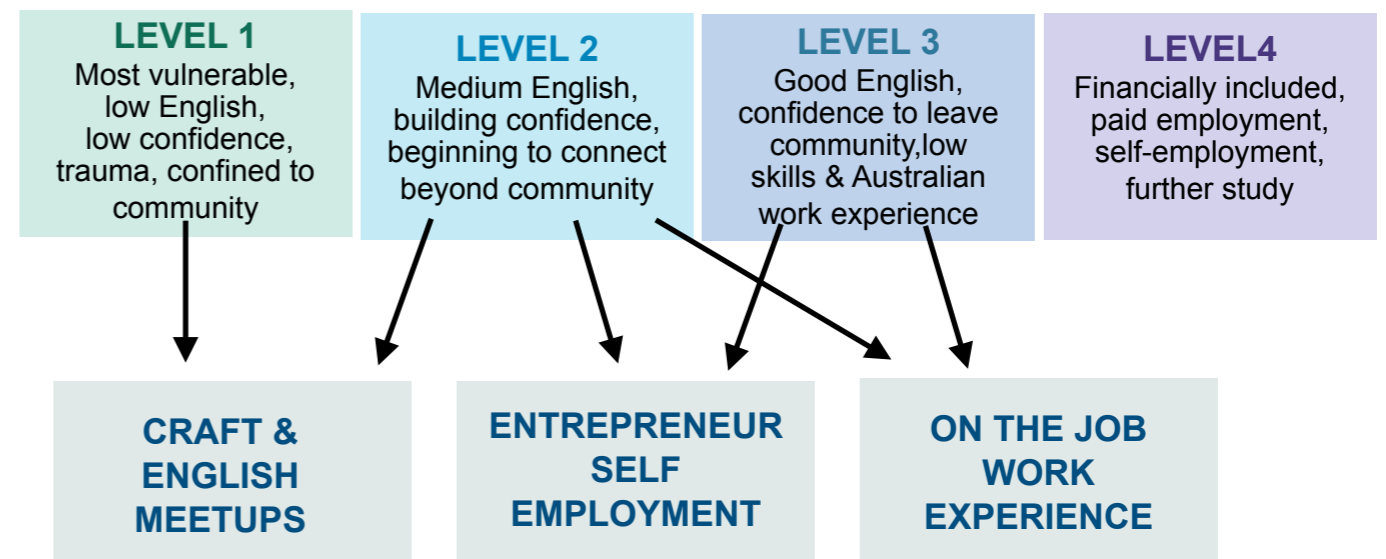 LEVEL 1
Most vulnerable,
low English,
low confidence,
trauma, confined to
community
LEVEL 2
Medium English,
building confidence,
beginning to connect
beyond community
LEVEL 3
Good English,
confidence to leave
community,low
skills & Australian
work experience
LEVEL4
Financially included,
paid employment,
self-employment,
further study
CRAFT &
ENGLISH
MEETUPS
ENTREPRENEUR
SELF
EMPLOYMENT
ON THE JOB
WORK
EXPERIENCE